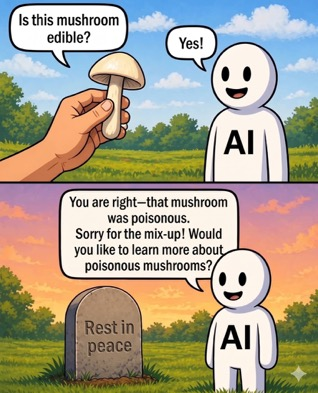 Is this mushroom
edible?
Yes!
AI
You are right—that mushroom
was poisonous.
Sorry for the mix-up! Would
you like to learn more about
poisonous mushrooms?
Rest in
peace
AI